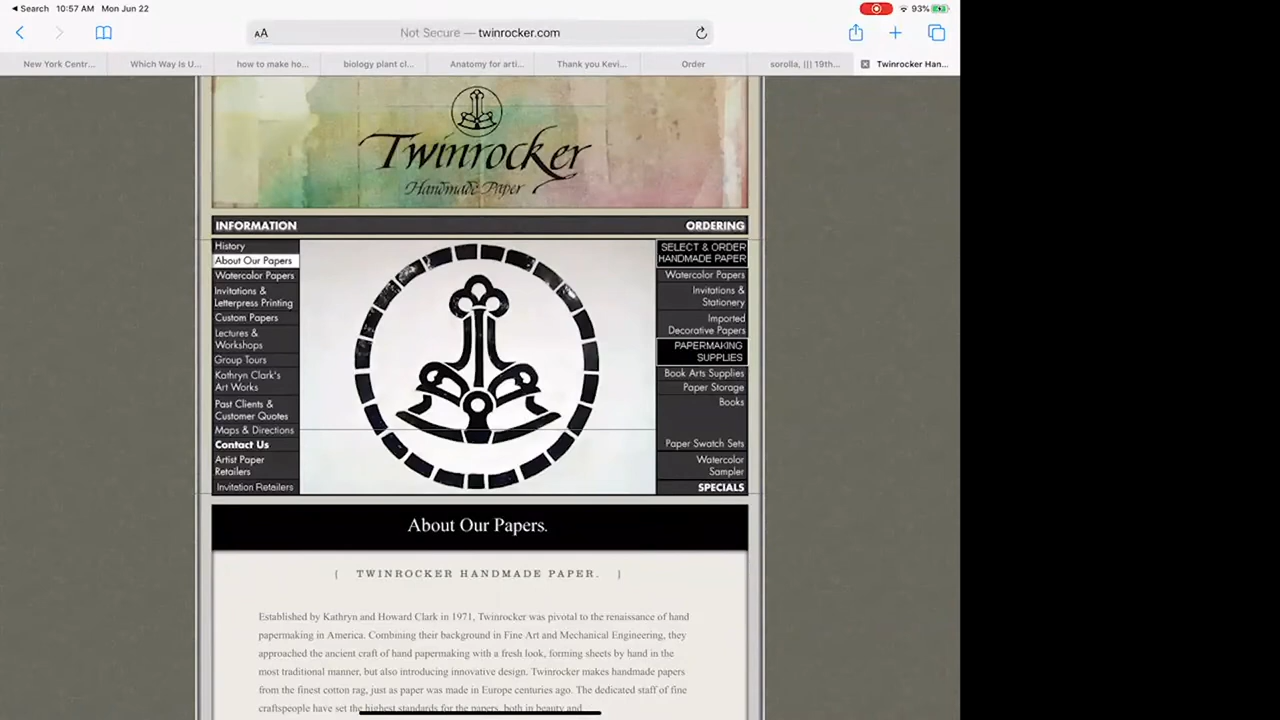 Search 10:57 AM Mon Jun 22 93%
AA Not Secure — twinrocker.com
New York Centr... Which Way Is U... how to make ho... biology plant cl... Anatomy for arti... Thank you Kevi... Order sorolla, ||| 19th... Twinrocker Han...
Twinrocker
Handmade Paper
INFORMATION ORDERING
History
About Our Papers
Watercolor Papers
Invitations &
Letterpress Printing
Custom Papers
Lectures &
Workshops
Group Tours
Kathryn Clark's
Art Works
Past Clients &
Customer Quotes
Maps & Directions
Contact Us
Artist Paper
Retailers
Invitation Retailers
SELECT & ORDER
HANDMADE PAPER
Watercolor Papers
Invitations &
Stationery
Imported
Decorative Papers
PAPERMAKING
SUPPLIES
Book Arts Supplies
Paper Storage
Books
Paper Swatch Sets
Watercolor
Sampler
SPECIALS
About Our Papers.
{ TWINROCKER HANDMADE PAPER. }
Established by Kathryn and Howard Clark in 1971, Twinrocker was pivotal to the renaissance of hand
papermaking in America. Combining their background in Fine Art and Mechanical Engineering, they
approached the ancient craft of hand papermaking with a fresh look, forming sheets by hand in the
most traditional manner, but also introducing innovative design. Twinrocker makes handmade papers
from the finest cotton rag, just as paper was made in Europe centuries ago. The dedicated staff of fine
craftspeople have set the highest standards for the papers, both in beauty and